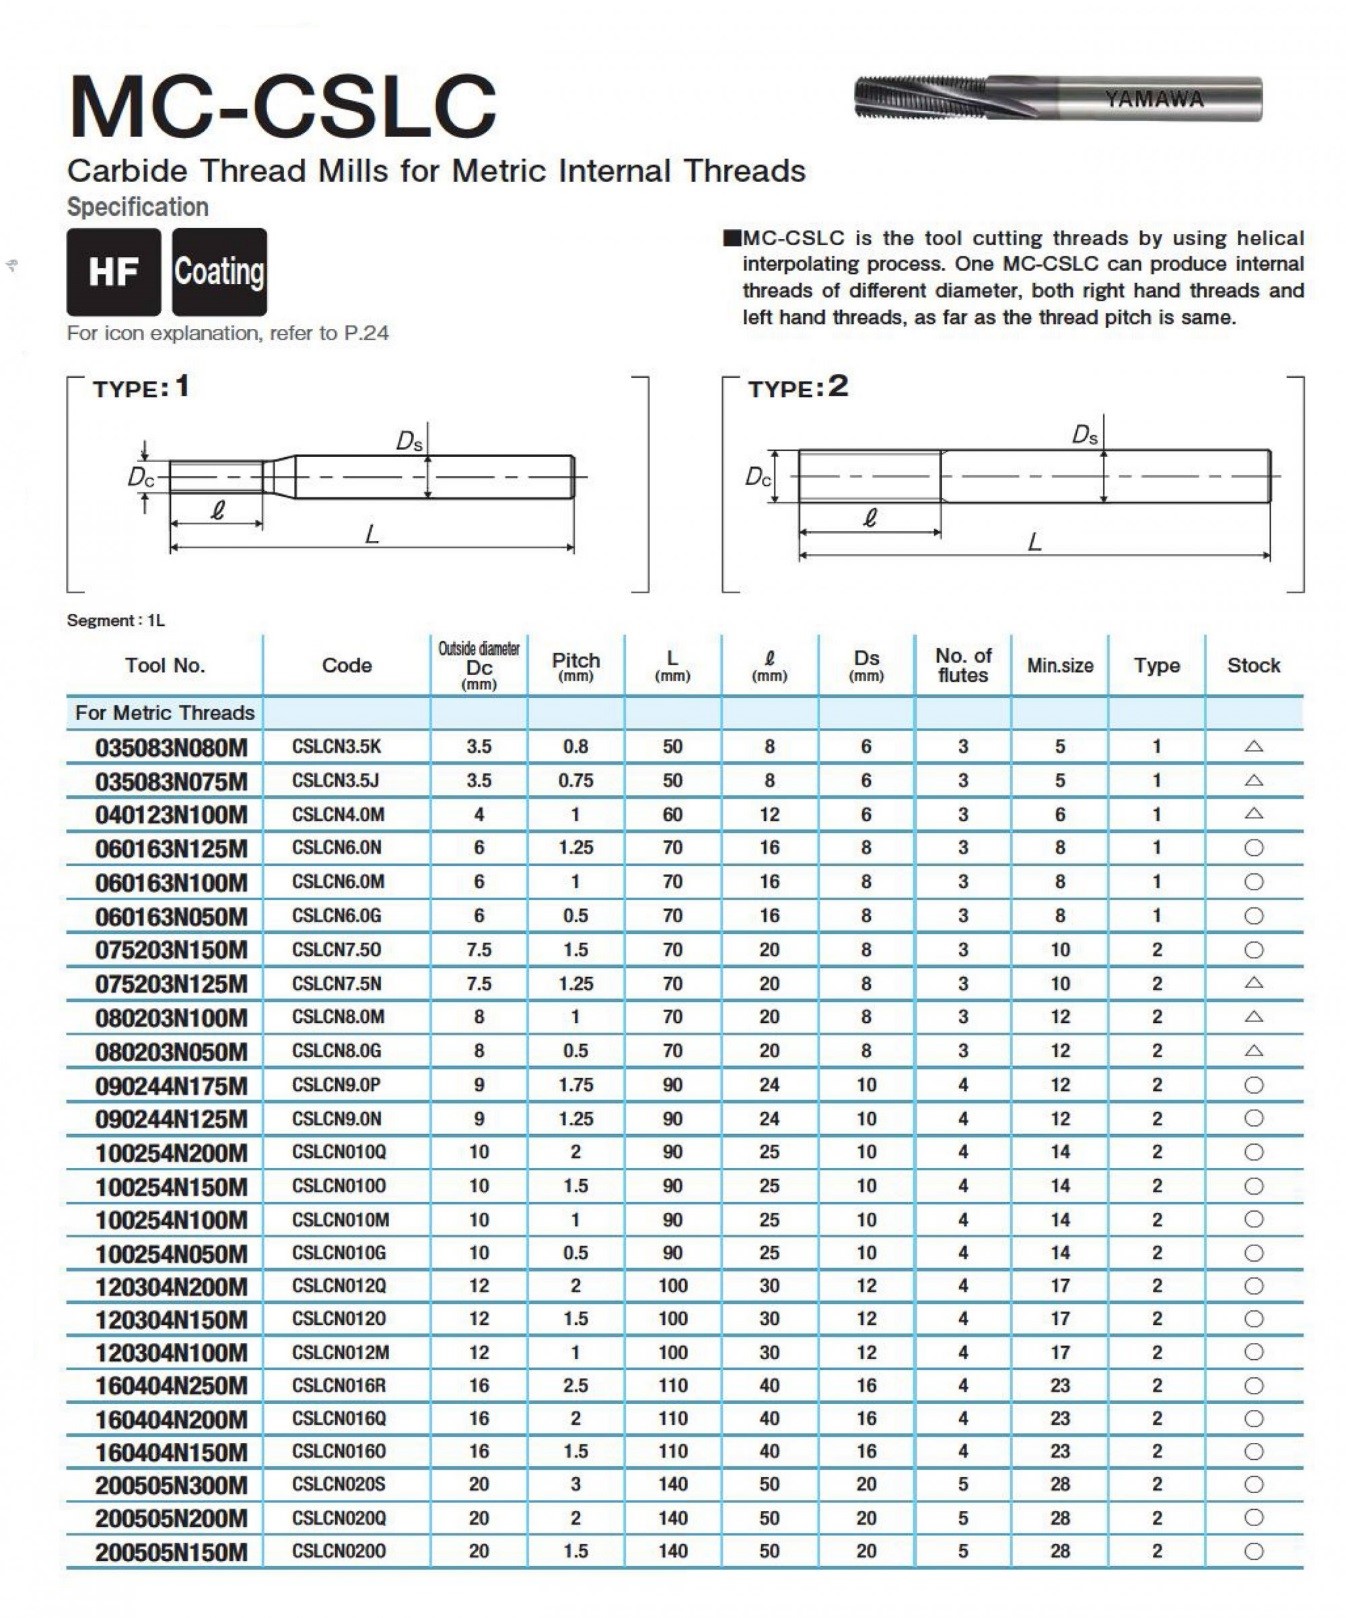 YAMAWA
MC-CSLC
Carbide Thread Mills for Metric Internal Threads
Specification
HF
Coating
For icon explanation, refer to P.24
■MC-CSLC is the tool cutting threads by using helical
interpolating process. One MC-CSLC can produce internal
threads of different diameter, both right hand threads and
left hand threads, as far as the thread pitch is same.
TYPE:1
Ds
Dc
ℓ
L
TYPE:2
Ds
Dc
ℓ
L
Segment : 1L
Tool No. Code Outside diameter Dc (mm) Pitch (mm) L (mm) ℓ (mm) Ds (mm) No. of flutes Min.size Type Stock
For Metric Threads
035083N080M CSLCN3.5K 3.5 0.8 50 8 6 3 5 1 △
035083N075M CSLCN3.5J 3.5 0.75 50 8 6 3 5 1 △
040123N100M CSLCN4.0M 4 1 60 12 6 3 6 1 △
060163N125M CSLCN6.0N 6 1.25 70 16 8 3 8 1 ○
060163N100M CSLCN6.0M 6 1 70 16 8 3 8 1 ○
060163N050M CSLCN6.0G 6 0.5 70 16 8 3 8 1 ○
075203N150M CSLCN7.5O 7.5 1.5 70 20 8 3 10 2 ○
075203N125M CSLCN7.5N 7.5 1.25 70 20 8 3 10 2 △
080203N100M CSLCN8.0M 8 1 70 20 8 3 12 2 △
080203N050M CSLCN8.0G 8 0.5 70 20 8 3 12 2 △
090244N175M CSLCN9.0P 9 1.75 90 24 10 4 12 2 ○
090244N125M CSLCN9.0N 9 1.25 90 24 10 4 12 2 ○
100254N200M CSLCN010Q 10 2 90 25 10 4 14 2 ○
100254N150M CSLCN010O 10 1.5 90 25 10 4 14 2 ○
100254N100M CSLCN010M 10 1 90 25 10 4 14 2 ○
100254N050M CSLCN010G 10 0.5 90 25 10 4 14 2 ○
120304N200M CSLCN012Q 12 2 100 30 12 4 17 2 ○
120304N150M CSLCN012O 12 1.5 100 30 12 4 17 2 ○
120304N100M CSLCN012M 12 1 100 30 12 4 17 2 ○
160404N250M CSLCN016R 16 2.5 110 40 16 4 23 2 ○
160404N200M CSLCN016Q 16 2 110 40 16 4 23 2 ○
160404N150M CSLCN016O 16 1.5 110 40 16 4 23 2 ○
200505N300M CSLCN020S 20 3 140 50 20 5 28 2 ○
200505N200M CSLCN020Q 20 2 140 50 20 5 28 2 ○
200505N150M CSLCN020O 20 1.5 140 50 20 5 28 2 ○